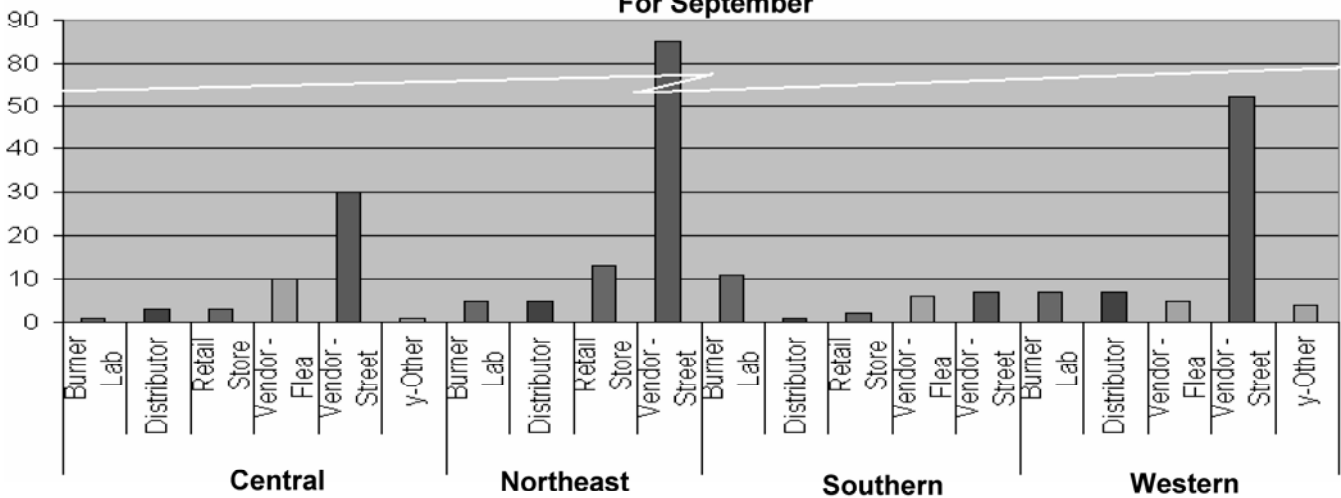 For September
90
80
50
40
30
20
10
0
Burner
Lab
Distributor
Retail
Store
Vendor -
Flea
Vendor -
Street
y-Other
Burner
Lab
Distributor
Retail
Store
Vendor -
Street
Burner
Lab
Distributor
Retail
Store
Vendor -
Flea
Vendor -
Street
Burner
Lab
Distributor
Vendor -
Flea
Vendor -
Street
y-Other
Central
Northeast
Southern
Western